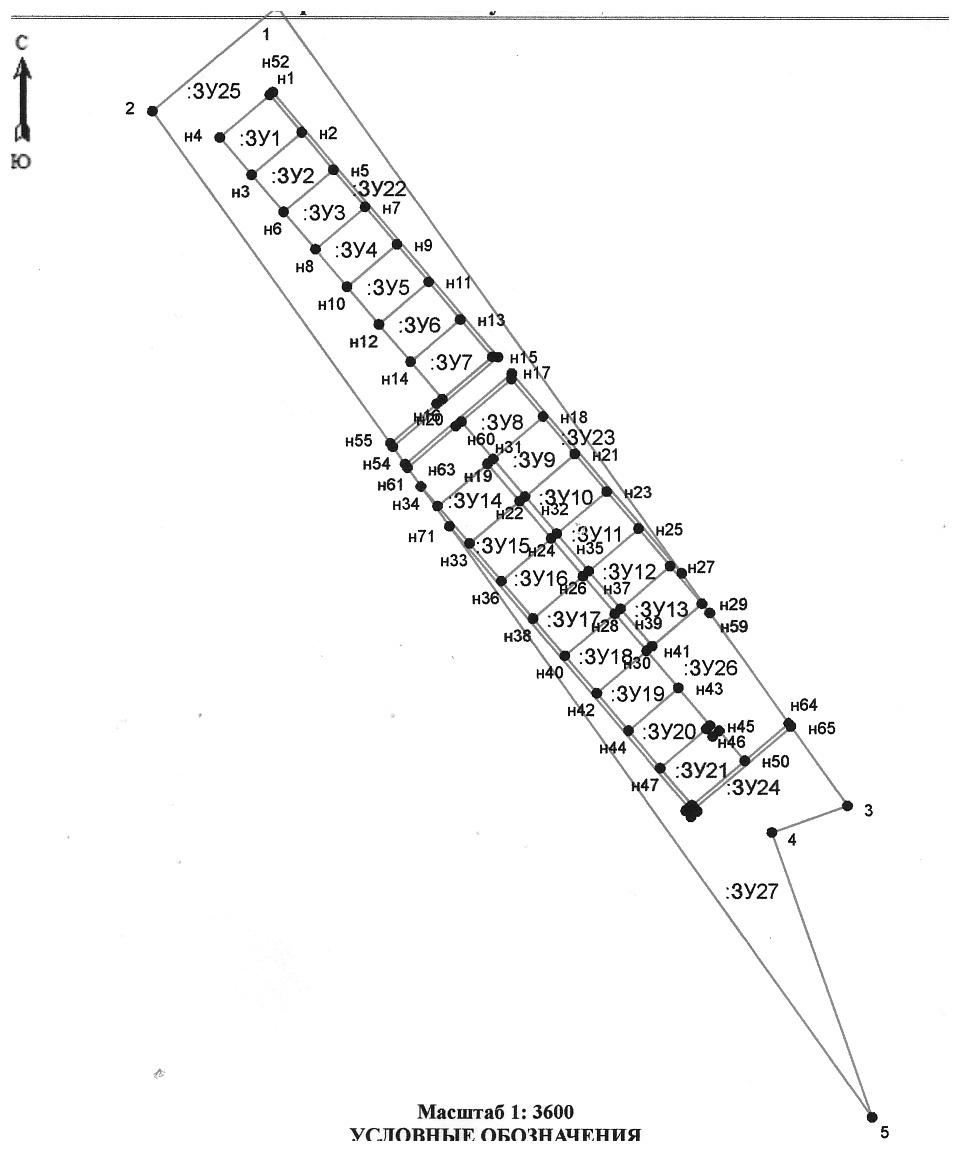 С
Ю
1
н52
н1
:ЗУ25
2
н4
:ЗУ1
н2
н3
:ЗУ2
н5
:ЗУ22
н6
:ЗУ3
н7
н8
:ЗУ4
н9
н10
:ЗУ5
н11
н12
:ЗУ6
н13
н14
:ЗУ7
н15
н17
н20
:ЗУ8
н18
н55
н60
:ЗУ23
н54
н63
н31
:ЗУ9
н21
н61
н19
н34
:ЗУ14
н22
н32
:ЗУ10
н23
н71
:ЗУ15
н24
н35
:ЗУ11
н25
н33
:ЗУ16
н26
н37
:ЗУ12
н27
н36
:ЗУ17
н28
н39
:ЗУ13
н29
н59
н38
:ЗУ18
н30
н41
н40
:ЗУ19
н43
:ЗУ26
н42
:ЗУ20
н45
н46
н64
н65
н44
:ЗУ21
н50
н47
:ЗУ24
3
4
:ЗУ27
5
Масштаб 1: 3600
УСЛОВНЫЕ ОБОЗНАЧЕНИЯ